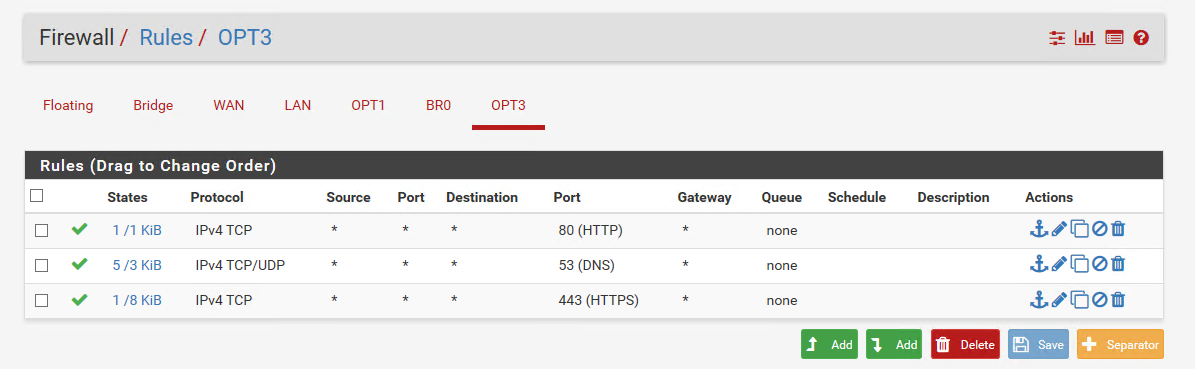 Firewall / Rules / OPT3
Floating Bridge WAN LAN OPT1 BR0 OPT3
Rules (Drag to Change Order)
States Protocol Source Port Destination Port Gateway Queue Schedule Description Actions
1 /1 KiB IPv4 TCP * * * 80 (HTTP) * none
5 /3 KiB IPv4 TCP/UDP * * * 53 (DNS) * none
1 /8 KiB IPv4 TCP * * * 443 (HTTPS) * none
Add Add Delete Save Separator